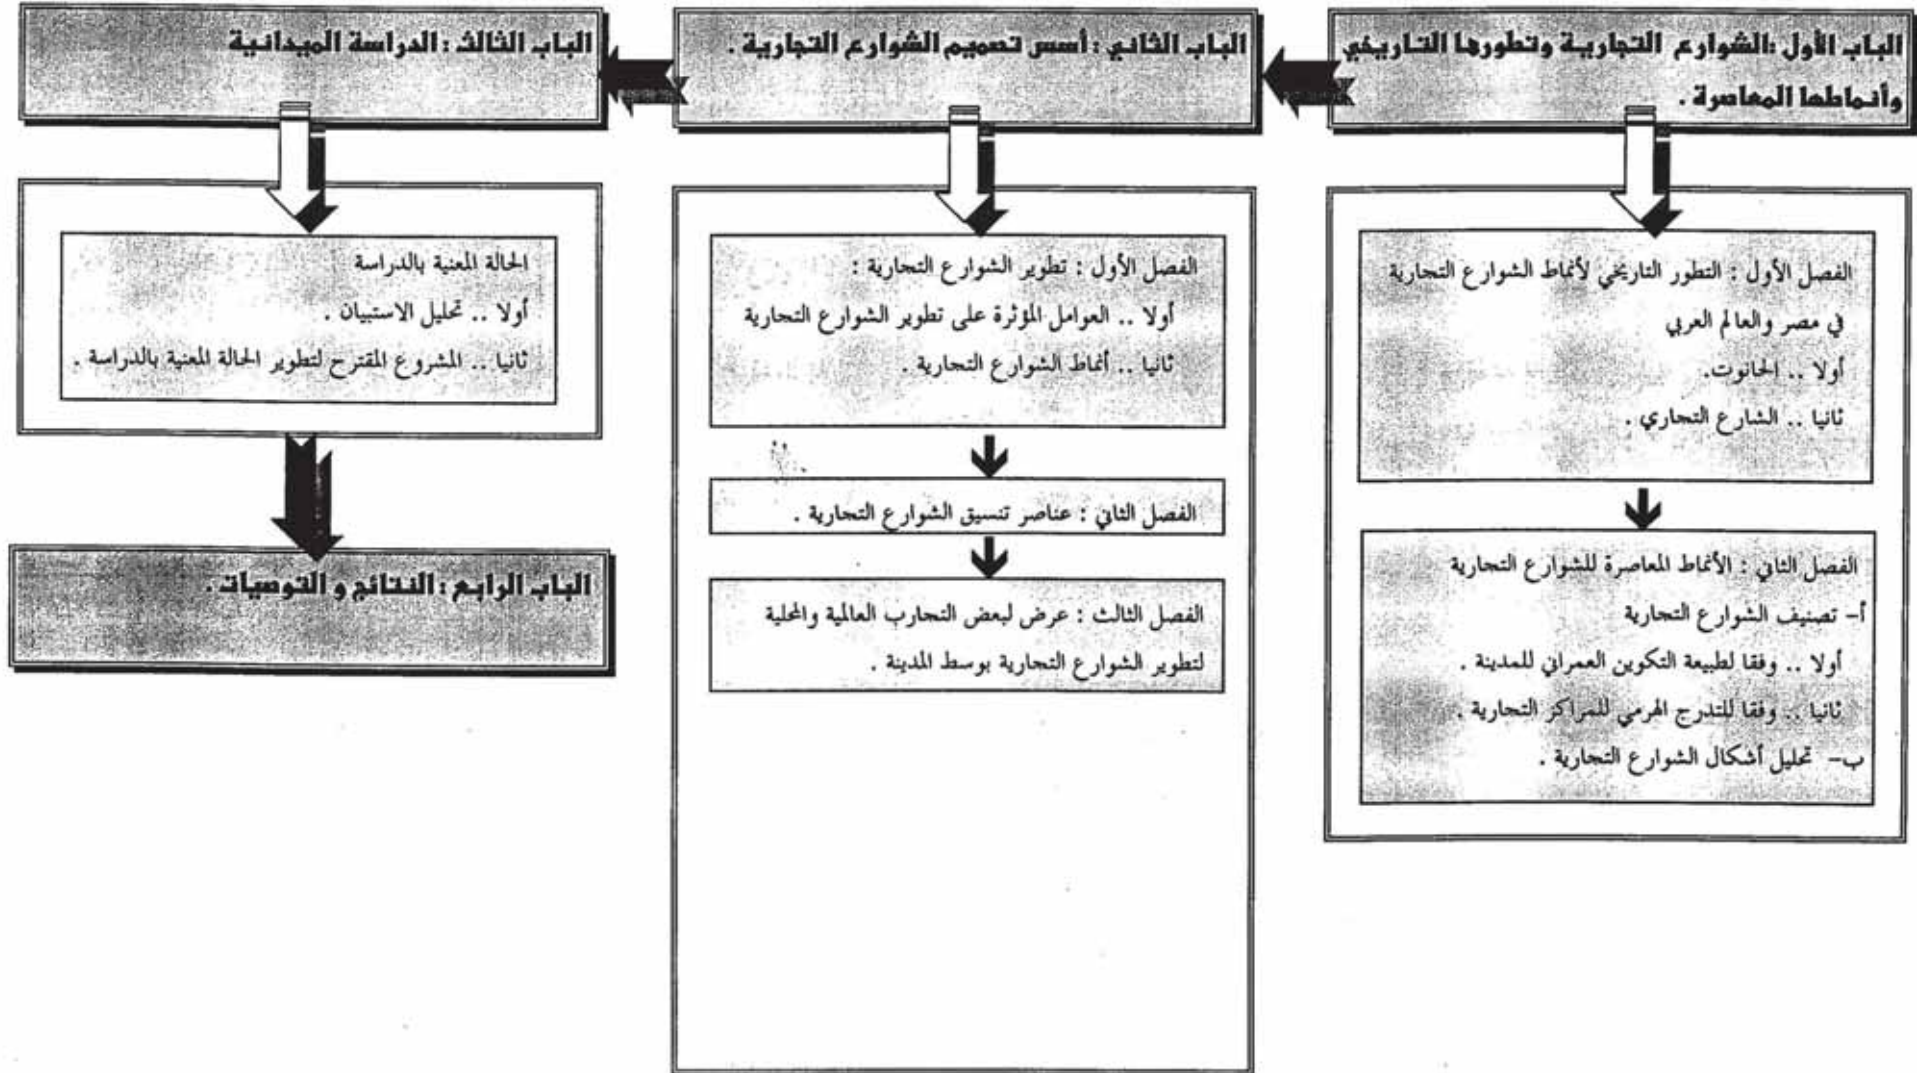 الباب الأول :الشوارع التجارية وتطورها التاريخي
وأنماطها المعاصرة .
الفصل الأول : التطور التاريخي لأنماط الشوارع التجارية
في مصر والعالم العربي
أولا .. الحانوت.
ثانيا .. الشارع التجاري .
الفصل الثاني : الأنماط المعاصرة للشوارع التجارية
أ- تصنيف الشوارع التجارية
أولا .. وفقا لطبيعة التكوين العمراني للمدينة .
ثانيا .. وفقا للتدرج الهرمي للمراكز التجارية .
ب- تحليل أشكال الشوارع التجارية .
الباب الثاني : أسس تصميم الشوارع التجارية .
الفصل الأول : تطوير الشوارع التجارية :
أولا .. العوامل المؤثرة على تطوير الشوارع التجارية
ثانيا .. أنماط الشوارع التجارية .
الفصل الثاني : عناصر تنسيق الشوارع التجارية .
الفصل الثالث : عرض لبعض التجارب العالمية والمحلية
لتطوير الشوارع التجارية بوسط المدينة .
الباب الثالث : الدراسة الميدانية
الحالة المعنية بالدراسة
أولا .. تحليل الاستبيان .
ثانيا .. المشروع المقترح لتطوير الحالة المعنية بالدراسة .
الباب الرابع : النتائج و التوصيات .